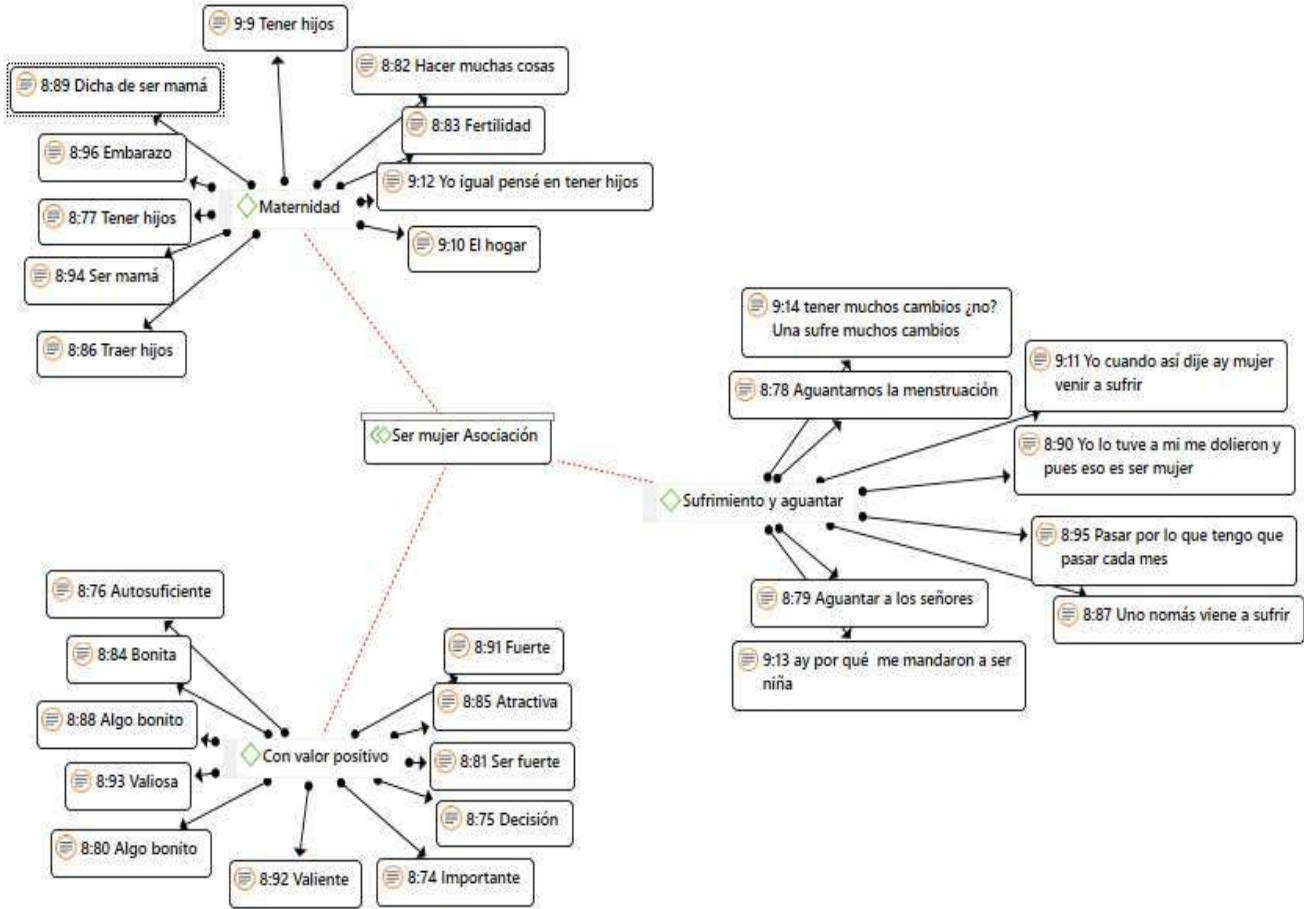 9:9 Tener hijos
8:89 Dicha de ser mamá
8:82 Hacer muchas cosas
8:83 Fertilidad
8:96 Embarazo
9:12 Yo igual pensé en tener hijos
8:77 Tener hijos
Maternidad
9:10 El hogar
8:94 Ser mamá
8:86 Traer hijos
Ser mujer Asociación
9:14 tener muchos cambios ¿no?
Una sufre muchos cambios
8:78 Aguantarnos la menstruación
9:11 Yo cuando así dije ay mujer
venir a sufrir
8:90 Yo lo tuve a mi me dolieron y
pues eso es ser mujer
Sufrimiento y aguantar
8:95 Pasar por lo que tengo que
pasar cada mes
8:79 Aguantar a los señores
8:87 Uno nomás viene a sufrir
9:13 ay por qué me mandaron a ser
niña
8:76 Autosuficiente
8:84 Bonita
8:91 Fuerte
8:88 Algo bonito
8:85 Atractiva
Con valor positivo
8:81 Ser fuerte
8:93 Valiosa
8:75 Decisión
8:80 Algo bonito
8:92 Valiente
8:74 Importante